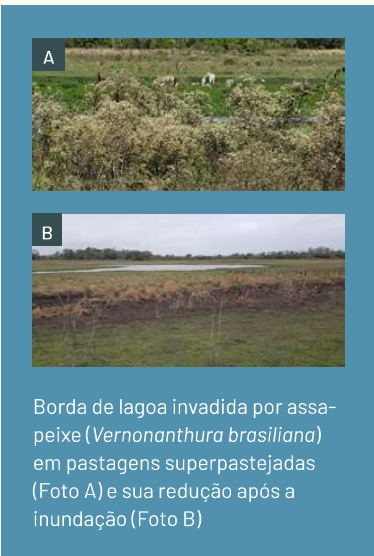 A
B
Borda de lagoa invadida por assa-
peixe (Vernonanthura brasiliana)
em pastagens superpastejadas
(Foto A) e sua redução após a
inundação (Foto B)